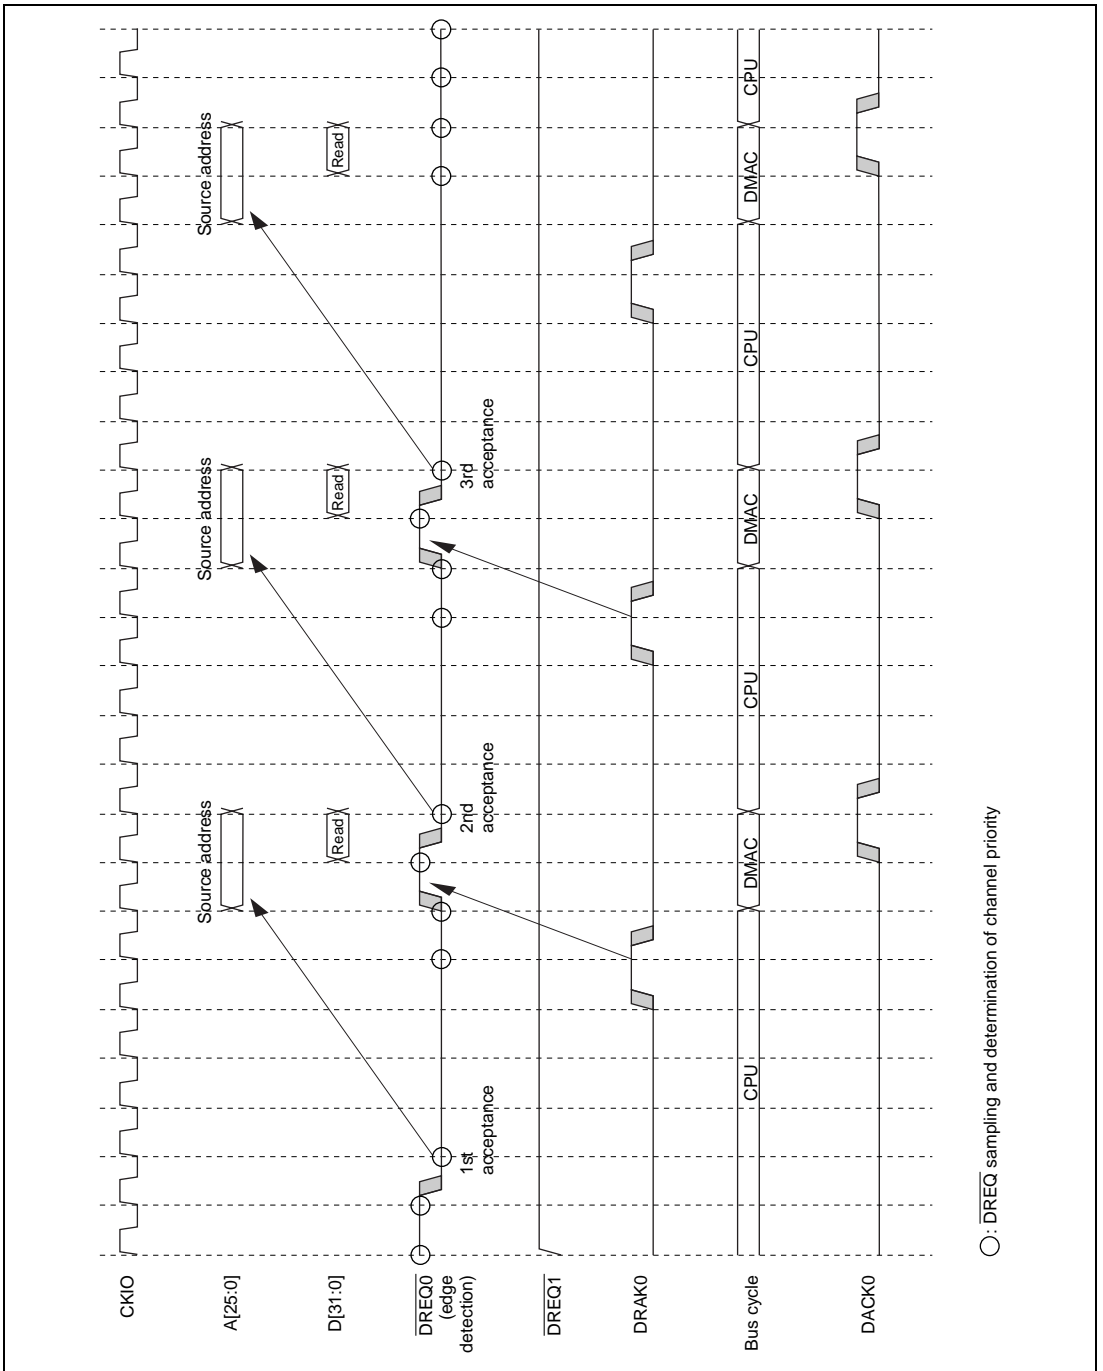 CKIO
A[25:0]
Source address
Source address
Source address
D[31:0]
Read
Read
Read
DREQ0
(edge
detection)
1st
acceptance
2nd
acceptance
3rd
acceptance
DREQ1
DRAK0
Bus cycle
CPU
DMAC
CPU
DMAC
CPU
DMAC
CPU
DACK0
: DREQ sampling and determination of channel priority